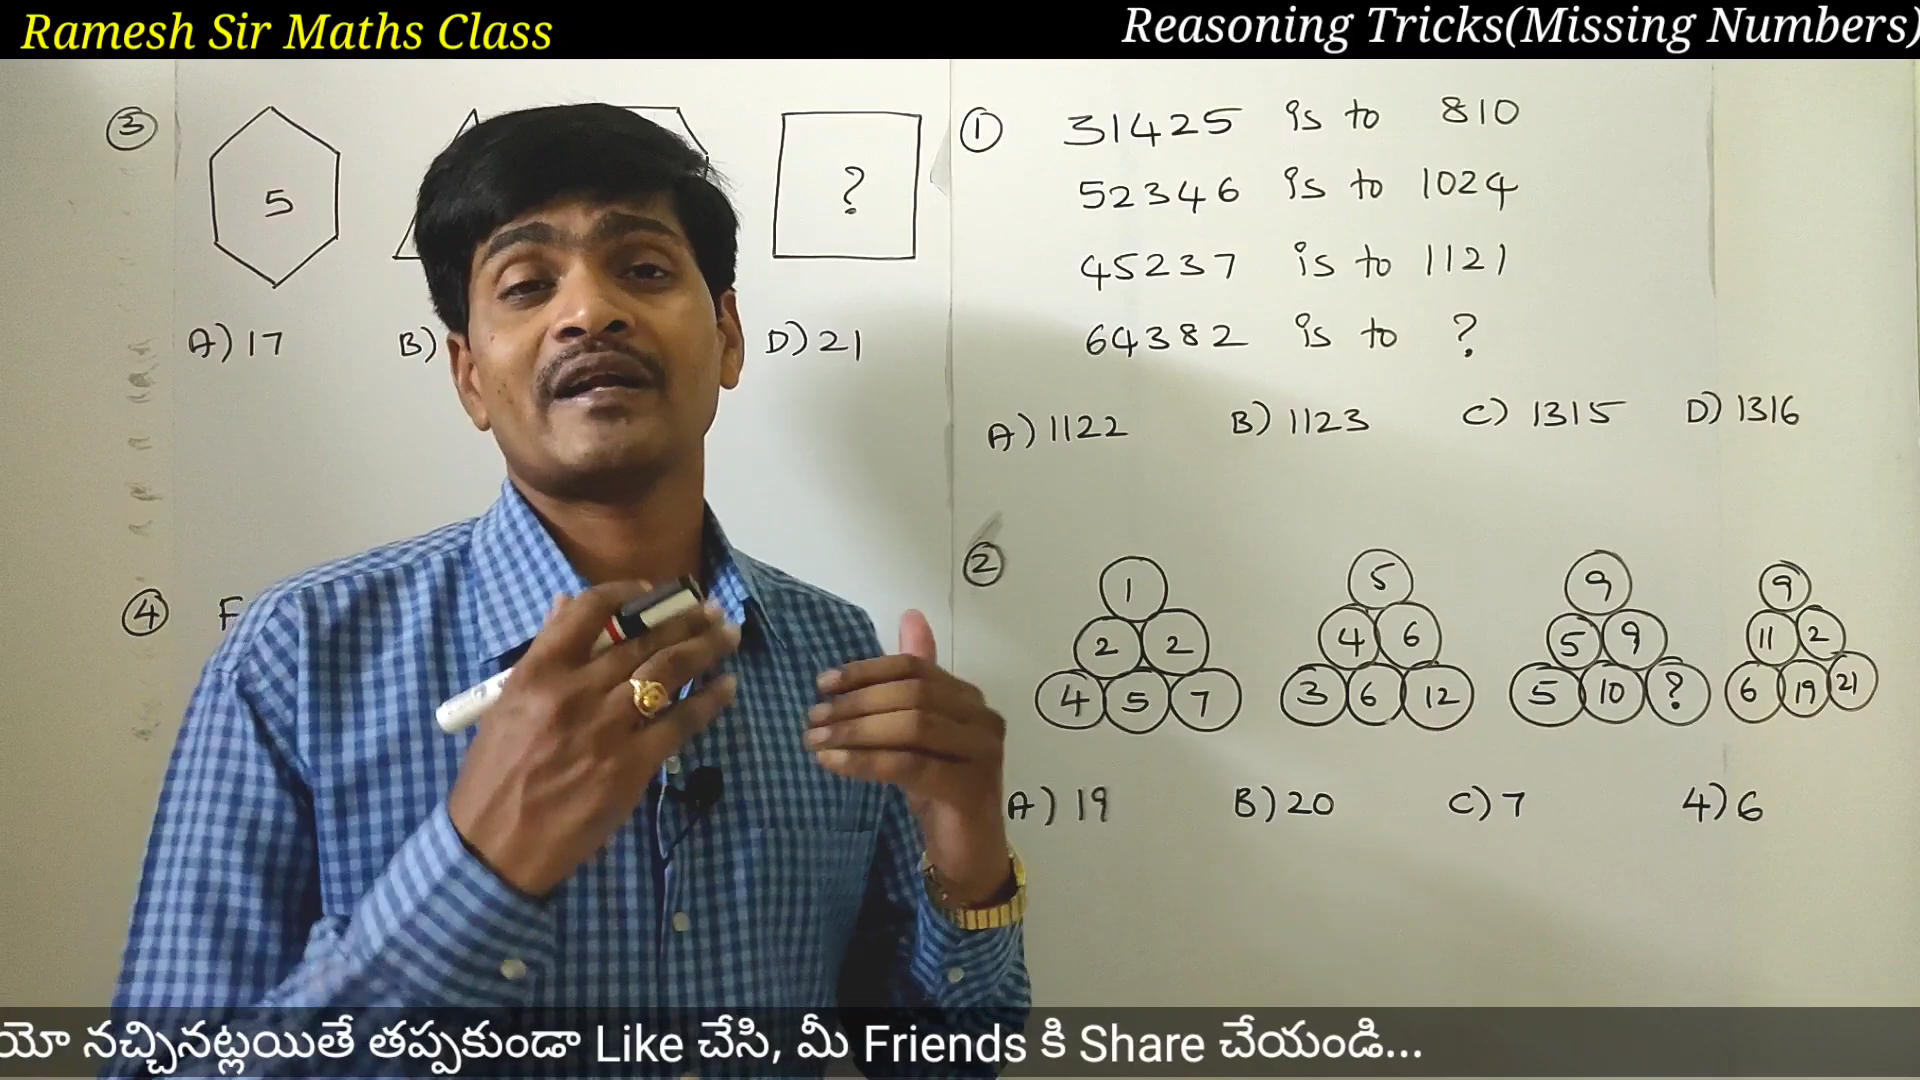 Ramesh Sir Maths Class
Reasoning Tricks(Missing Numbers)
③
5
?
A) 17
B)
D) 21
④ F
① 31425 is to 810
52346 is to 1024
45237 is to 1121
64382 is to ?
A) 1122 B) 1123 C) 1315 D) 1316
②
1 5 9 9
2 2 4 6 5 9 11 2
4 5 7 3 6 12 5 10 ? 6 19 21
A) 19 B) 20 C) 7 4) 6
యో నచ్చినట్లయితే తప్పకుండా Like చేసి, మీ Friends కి Share చేయండి...